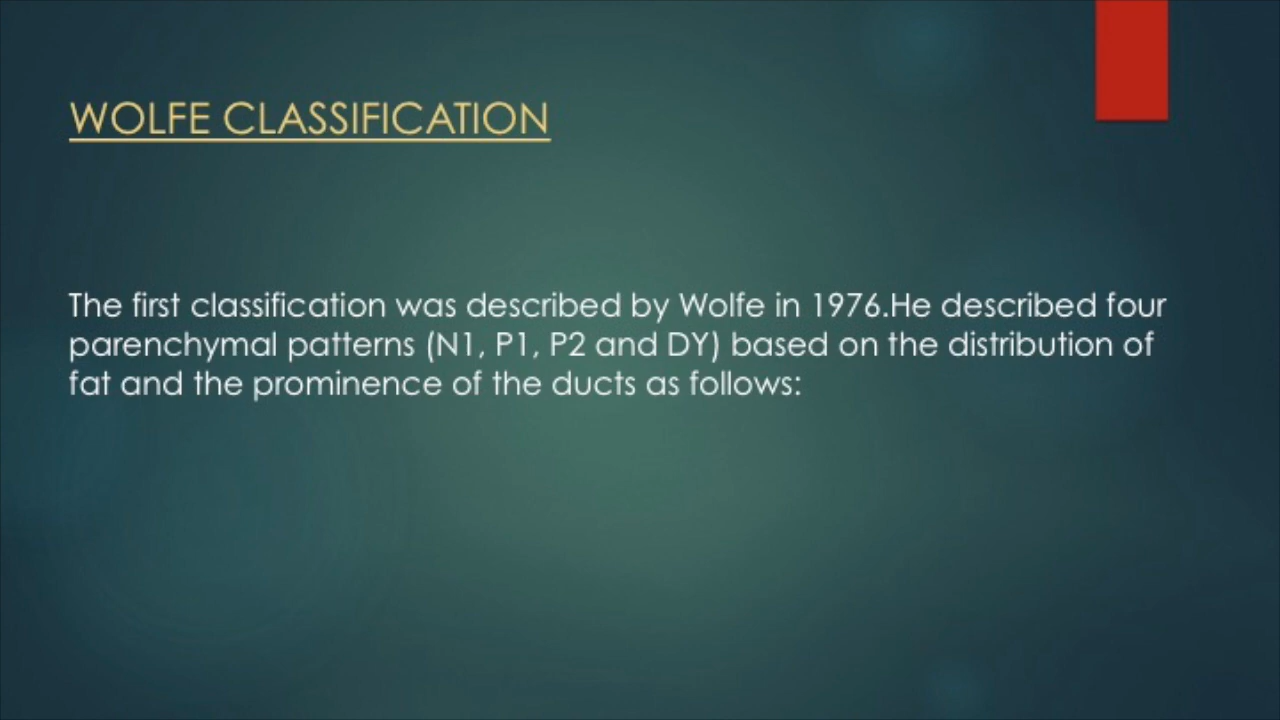 WOLFE CLASSIFICATION
The first classification was described by Wolfe in 1976.He described four
parenchymal patterns (N1, P1, P2 and DY) based on the distribution of
fat and the prominence of the ducts as follows: